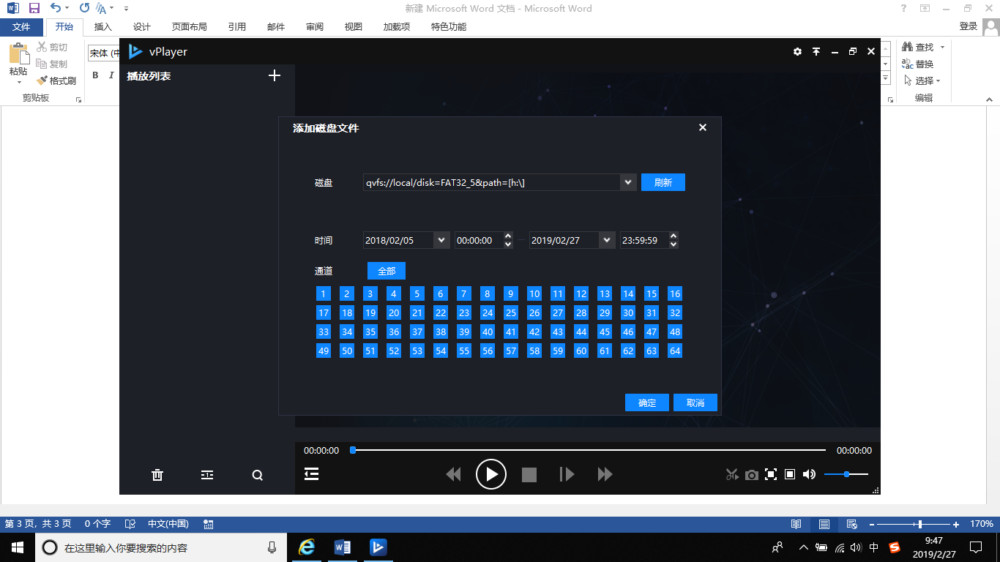 新建 Microsoft Word 文档 - Microsoft Word
文件 开始 插入 设计 页面布局 引用 邮件 审阅 视图 加载项 特色功能 登录
粘贴
剪切
复制
格式刷
剪贴板
宋体 (中
B I
查找
替换
选择
编辑
vPlayer
播放列表
添加磁盘文件
磁盘 qvfs://local/disk=FAT32_5&path=[h:\] 刷新
时间 2018/02/05 00:00:00 2019/02/27 23:59:59
通道 全部
1 2 3 4 5 6 7 8 9 10 11 12 13 14 15 16
17 18 19 20 21 22 23 24 25 26 27 28 29 30 31 32
33 34 35 36 37 38 39 40 41 42 43 44 45 46 47 48
49 50 51 52 53 54 55 56 57 58 59 60 61 62 63 64
确定 取消
00:00:00 00:00:00
第 3 页，共 3 页 0 个字 中文(中国) 170%
在这里输入你要搜索的内容
中
9:47
2019/2/27